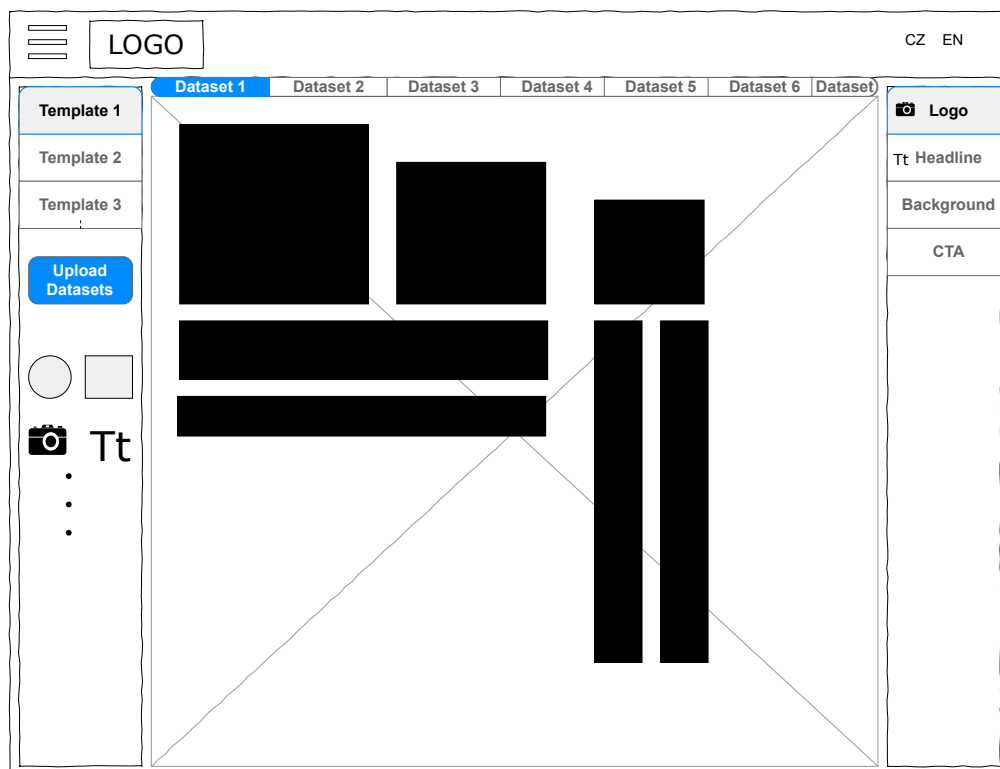 LOGO
CZ EN
Dataset 1 Dataset 2 Dataset 3 Dataset 4 Dataset 5 Dataset 6 Dataset
Template 1
Template 2
Template 3
Upload
Datasets
Tt
Logo
Tt Headline
Background
CTA